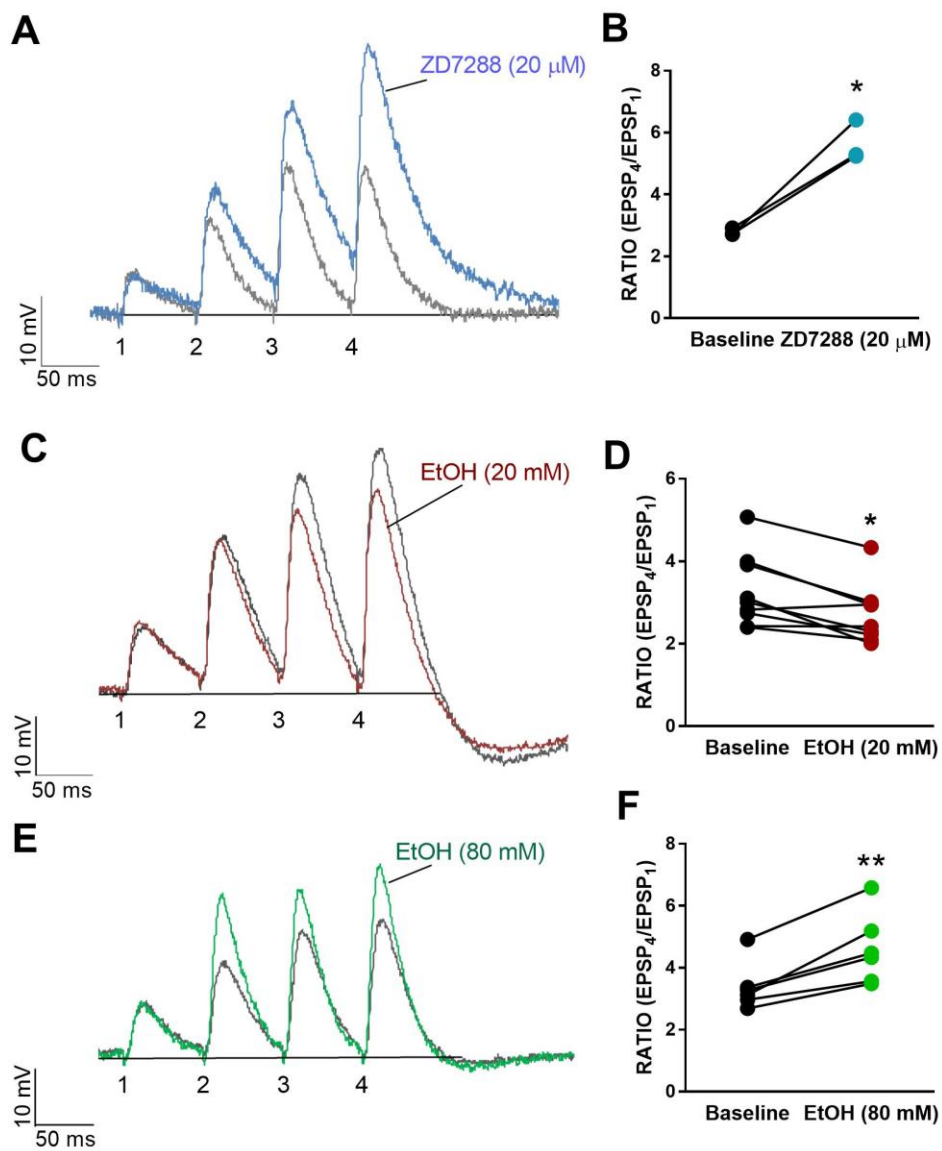 A
ZD7288 (20 μM)
10 mV
50 ms
1 2 3 4
B
RATIO (EPSP4/EPSP1)
8
6
4
2
0
*
Baseline ZD7288 (20 μM)
C
EtOH (20 mM)
10 mV
50 ms
1 2 3 4
D
RATIO (EPSP4/EPSP1)
6
4
2
0
*
Baseline EtOH (20 mM)
E
EtOH (80 mM)
10 mV
50 ms
1 2 3 4
F
RATIO (EPSP4/EPSP1)
8
6
4
2
0
**
Baseline EtOH (80 mM)